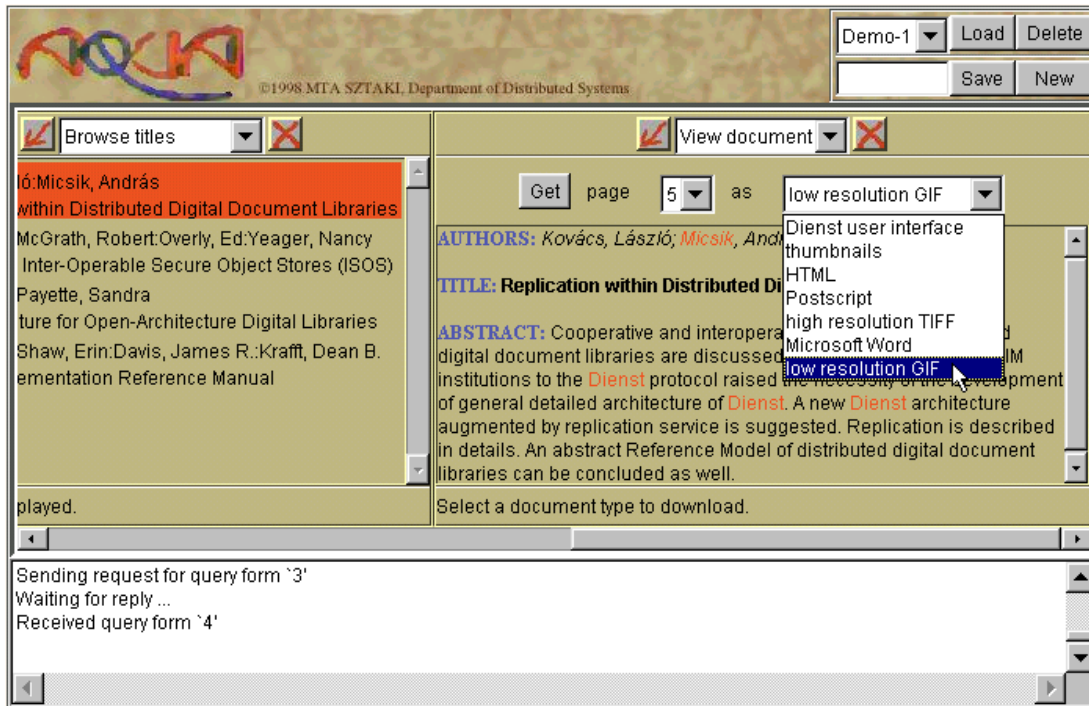 AQUA
©1998 MTA SZTAKI, Department of Distributed Systems
Demo-1 Load Delete
Save New
Browse titles
View document
ló:Micsik, András
within Distributed Digital Document Libraries
McGrath, Robert:Overly, Ed:Yeager, Nancy
Inter-Operable Secure Object Stores (ISOS)
Payette, Sandra
ture for Open-Architecture Digital Libraries
Shaw, Erin:Davis, James R.:Krafft, Dean B.
ementation Reference Manual
played.
Get page 5 as low resolution GIF
Dienst user interface
thumbnails
HTML
Postscript
high resolution TIFF
Microsoft Word
low resolution GIF
AUTHORS: Kovács, László; Micsik, And
TITLE: Replication within Distributed Di
ABSTRACT: Cooperative and interopera d
digital document libraries are discussed IM
institutions to the Dienst protocol raised the necessity of the development
of general detailed architecture of Dienst. A new Dienst architecture
augmented by replication service is suggested. Replication is described
in details. An abstract Reference Model of distributed digital document
libraries can be concluded as well.
Select a document type to download.
Sending request for query form `3'
Waiting for reply ...
Received query form `4'